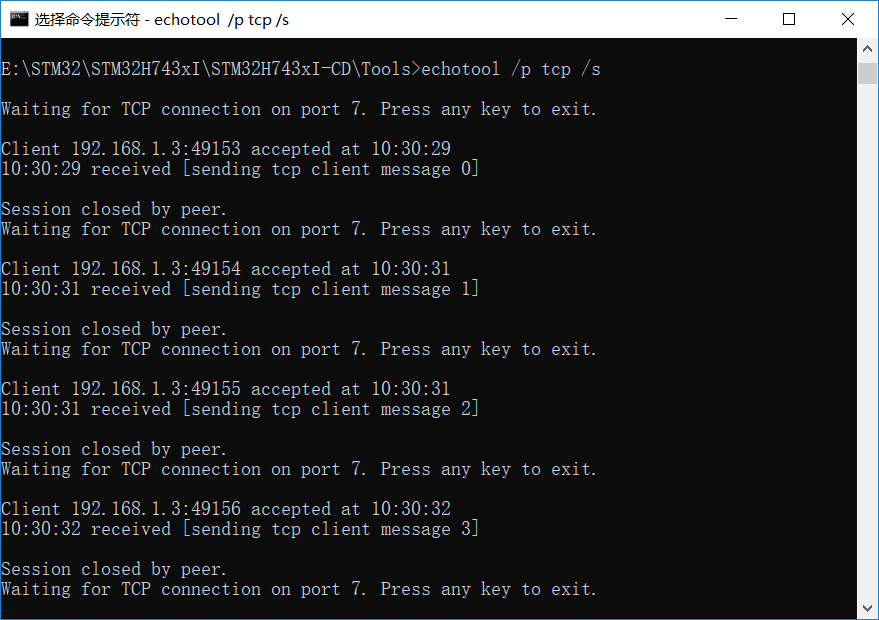 选择命令提示符 - echotool  /p tcp /s
E:\STM32\STM32H743xI\STM32H743xI-CD\Tools>echotool /p tcp /s
Waiting for TCP connection on port 7. Press any key to exit.
Client 192.168.1.3:49153 accepted at 10:30:29
10:30:29 received [sending tcp client message 0]
Session closed by peer.
Waiting for TCP connection on port 7. Press any key to exit.
Client 192.168.1.3:49154 accepted at 10:30:31
10:30:31 received [sending tcp client message 1]
Session closed by peer.
Waiting for TCP connection on port 7. Press any key to exit.
Client 192.168.1.3:49155 accepted at 10:30:31
10:30:31 received [sending tcp client message 2]
Session closed by peer.
Waiting for TCP connection on port 7. Press any key to exit.
Client 192.168.1.3:49156 accepted at 10:30:32
10:30:32 received [sending tcp client message 3]
Session closed by peer.
Waiting for TCP connection on port 7. Press any key to exit.